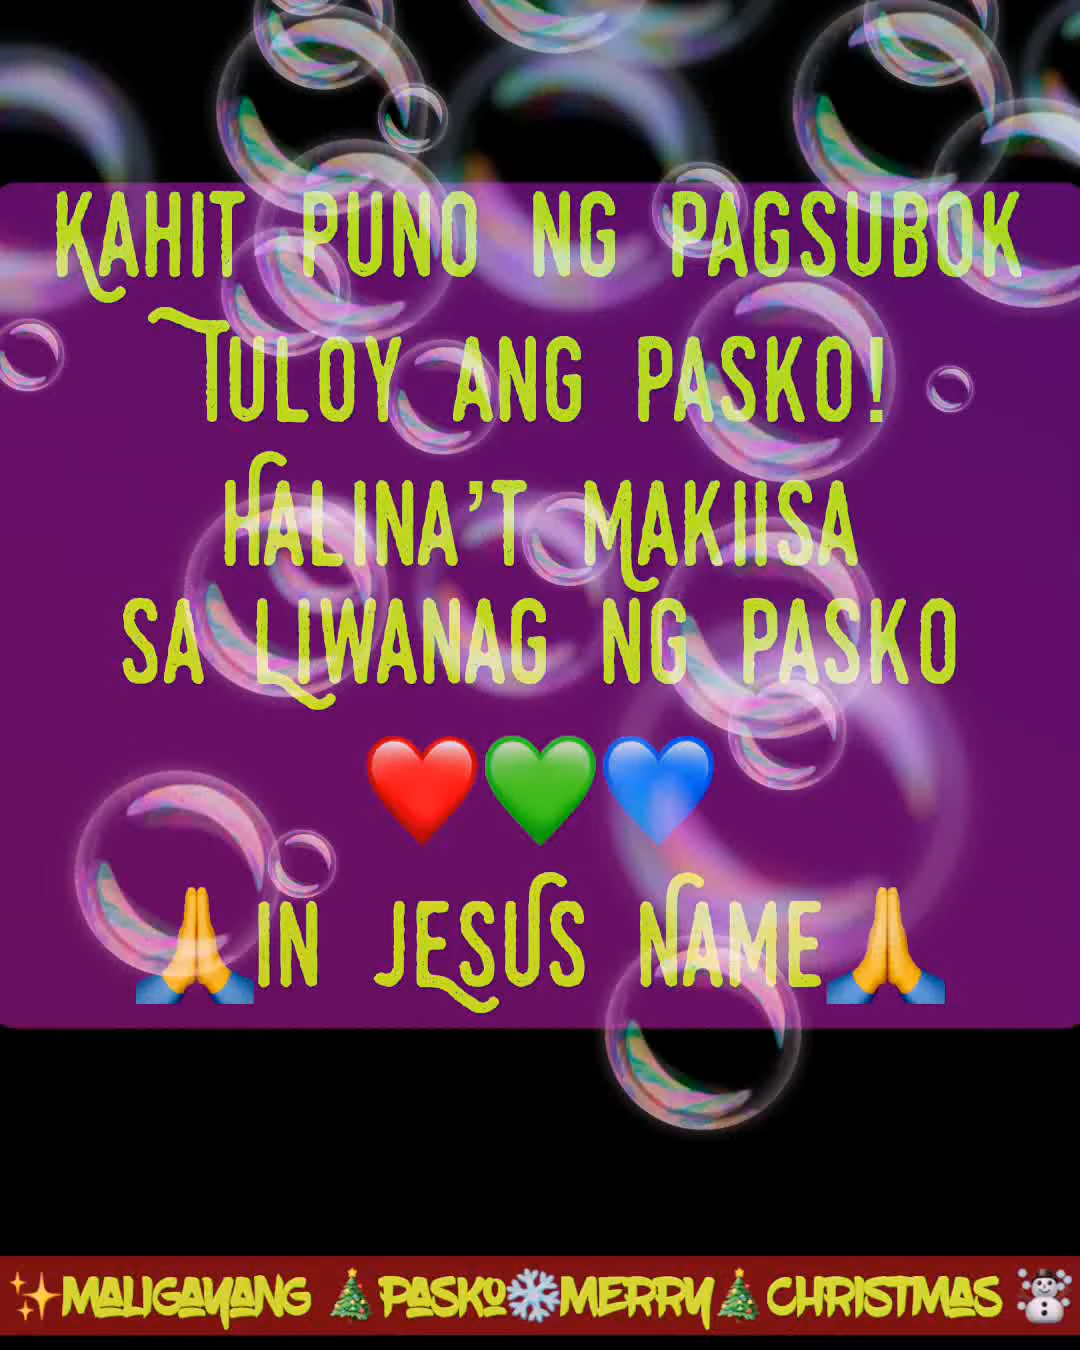 KAHIT PUNO NG PAGSUBOK
TULOY ANG PASKO!
HALINA'T MAKIISA
SA LIWANAG NG PASKO
❤️💚💙
🙏IN JESUS NAME🙏
✨MALIGAYANG 🎄PASKO❄️MERRY🎄CHRISTMAS ☃️